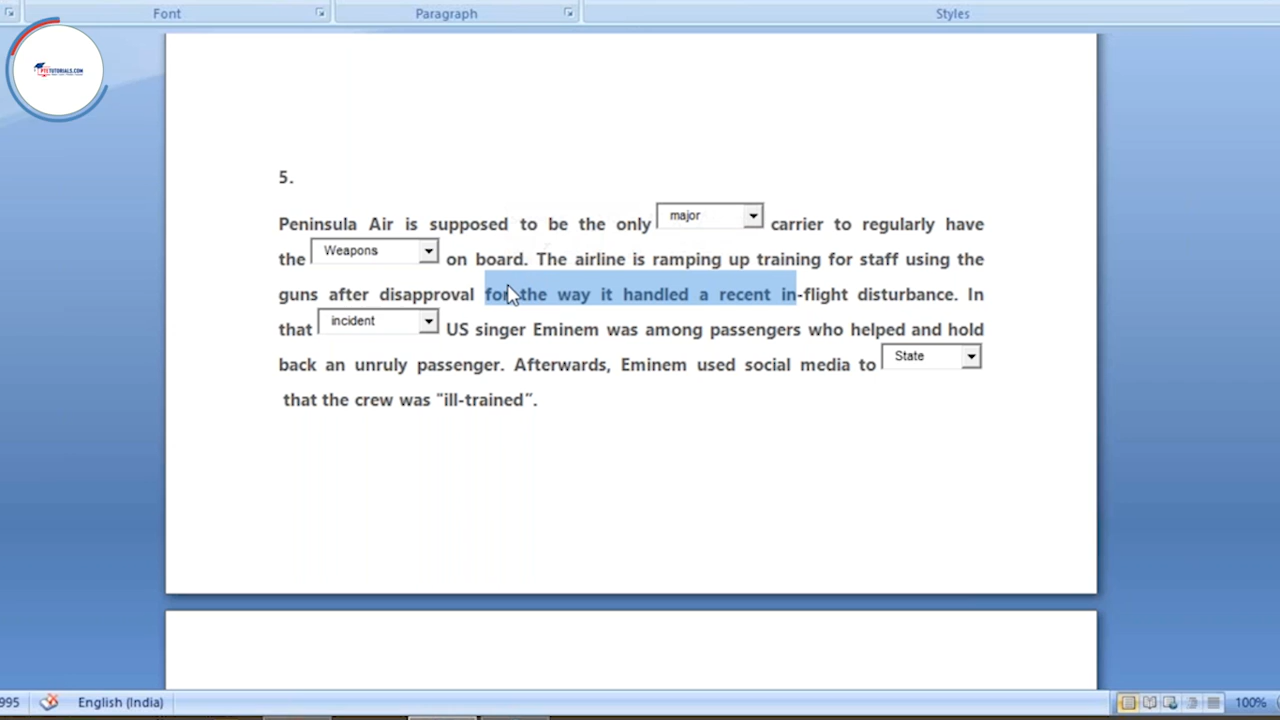 Font Paragraph Styles
PTETUTORIALS.COM
5.
Peninsula Air is supposed to be the only major carrier to regularly have
the Weapons on board. The airline is ramping up training for staff using the
guns after disapproval for the way it handled a recent in-flight disturbance. In
that incident US singer Eminem was among passengers who helped and hold
back an unruly passenger. Afterwards, Eminem used social media to State
that the crew was "ill-trained”.
995 English (India) 100%